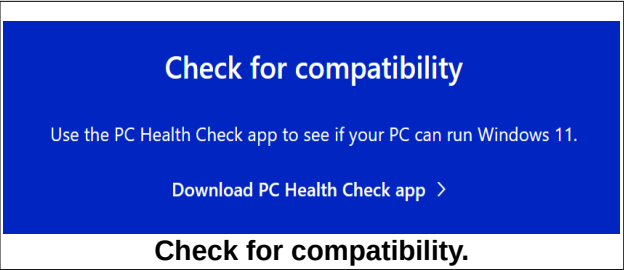 Check for compatibility
Use the PC Health Check app to see if your PC can run Windows 11.
Download PC Health Check app >
Check for compatibility.